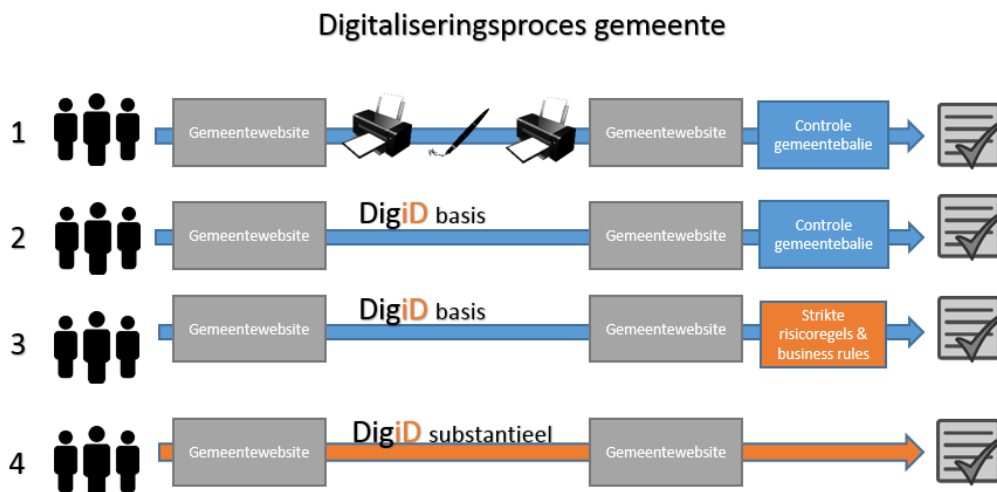 Digitaliseringsproces gemeente
1
Gemeentewebsite
Gemeentewebsite
Controle
gemeentebalie
2
Gemeentewebsite
DigiD basis
Gemeentewebsite
Controle
gemeentebalie
3
Gemeentewebsite
DigiD basis
Gemeentewebsite
Strikte
risicoregels &
business rules
4
Gemeentewebsite
DigiD substantieel
Gemeentewebsite